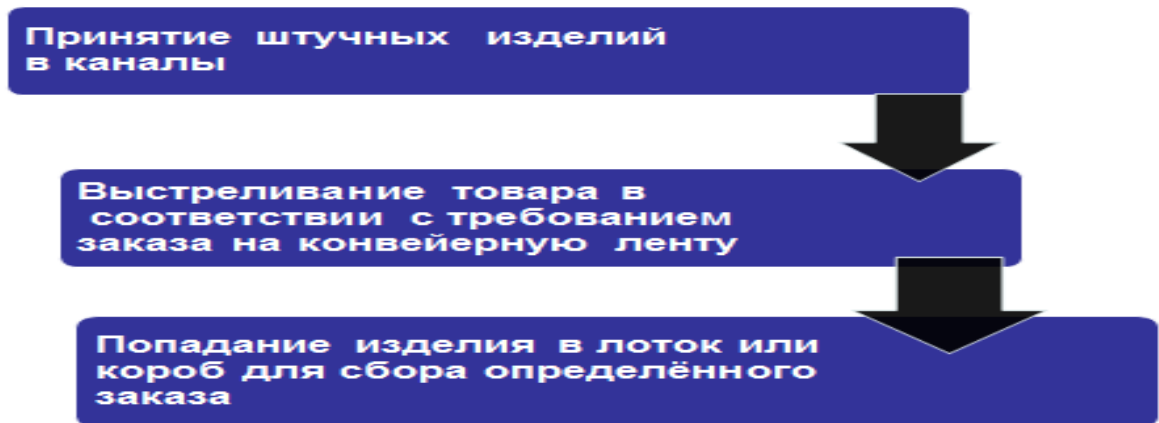 Принятие штучных изделий
в каналы
Выстреливание товара в
соответствии с требованием
заказа на конвейерную ленту
Попадание изделия в лоток или
короб для сбора определённого
заказа